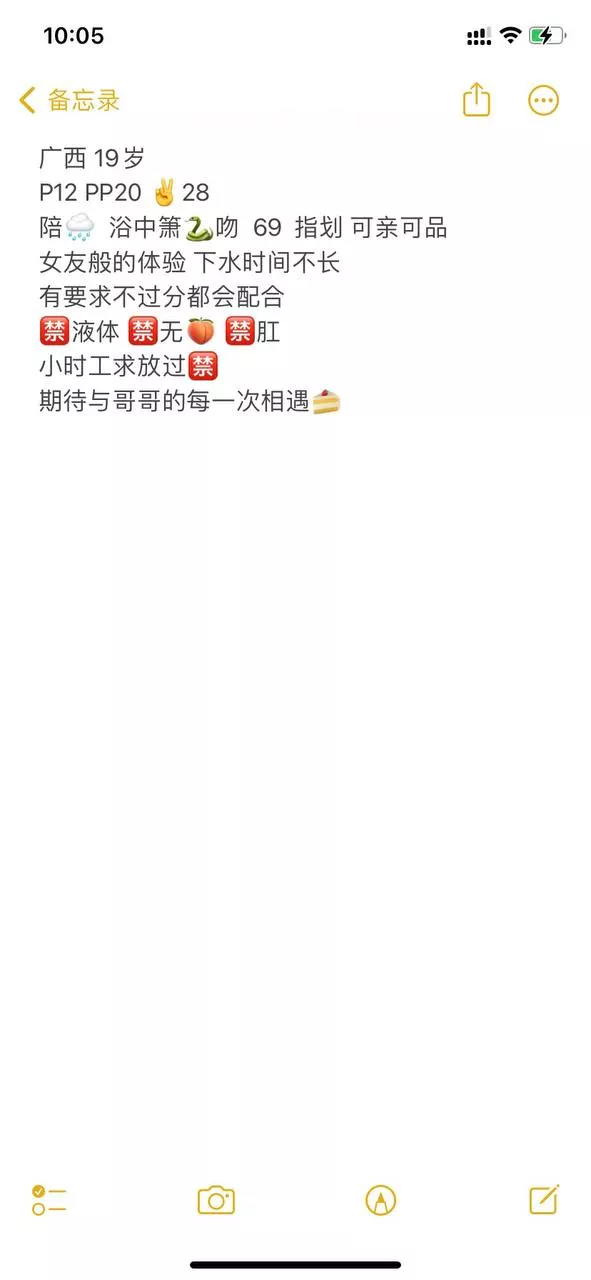 10:05
备忘录
广西 19岁
P12 PP20 ✌️28
陪🌧️ 浴中箫🐍吻 69 指划 可亲可品
女友般的体验 下水时间不长
有要求不过分都会配合
🈲液体 🈲无🍑 🈲肛
小时工求放过🈲
期待与哥哥的每一次相遇🍰